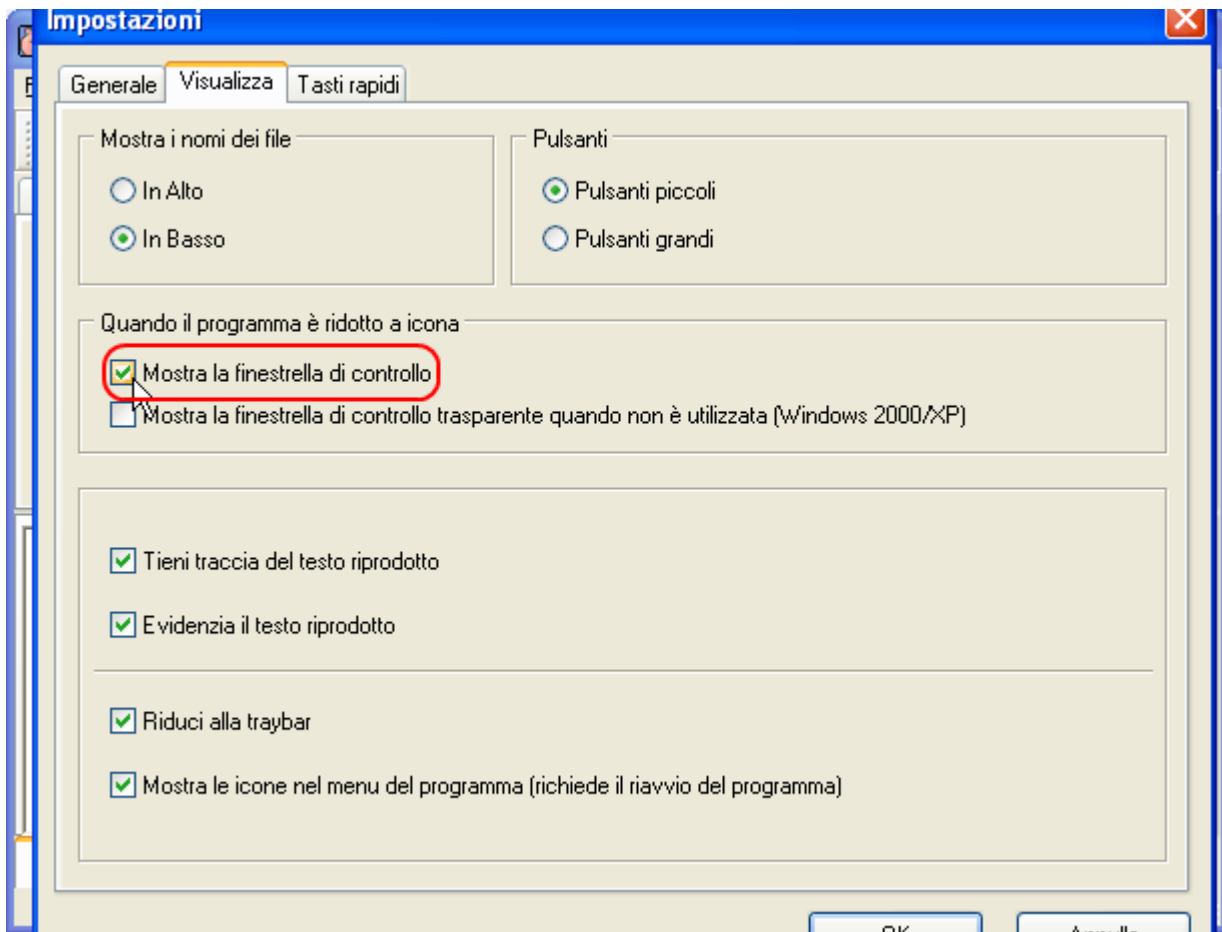 Impostazioni
Generale
Visualizza
Tasti rapidi
Mostra i nomi dei file
In Alto
In Basso
Pulsanti
Pulsanti piccoli
Pulsanti grandi
Quando il programma è ridotto a icona
Mostra la finestrella di controllo
Mostra la finestrella di controllo trasparente quando non è utilizzata (Windows 2000/XP)
Tieni traccia del testo riprodotto
Evidenzia il testo riprodotto
Riduci alla traybar
Mostra le icone nel menu del programma (richiede il riavvio del programma)
OK
Annulla